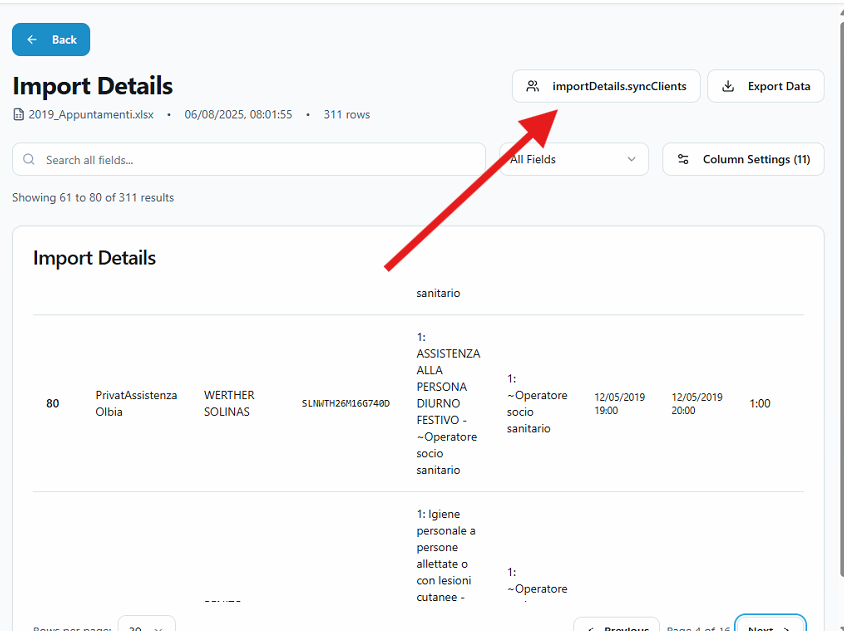 Back
Import Details
importDetails.syncClients
Export Data
2019_Appuntamenti.xlsx • 06/08/2025, 08:01:55 • 311 rows
Search all fields...
All Fields
Column Settings (11)
Showing 61 to 80 of 311 results
Import Details
sanitario
80
PrivatAssistenza
Olbia
WERTHER
SOLINAS
SLNWTH26M16G740D
1:
ASSISTENZA
ALLA
PERSONA
DIURNO
FESTIVO -
~Operatore
socio
sanitario
1:
~Operatore
socio
sanitario
12/05/2019
19:00
12/05/2019
20:00
1:00
1: Igiene
personale a
persone
allettate o
con lesioni
cutanee -
1:
~Operatore
Rows per page:
20
Previous
Page 4 of 16
Next